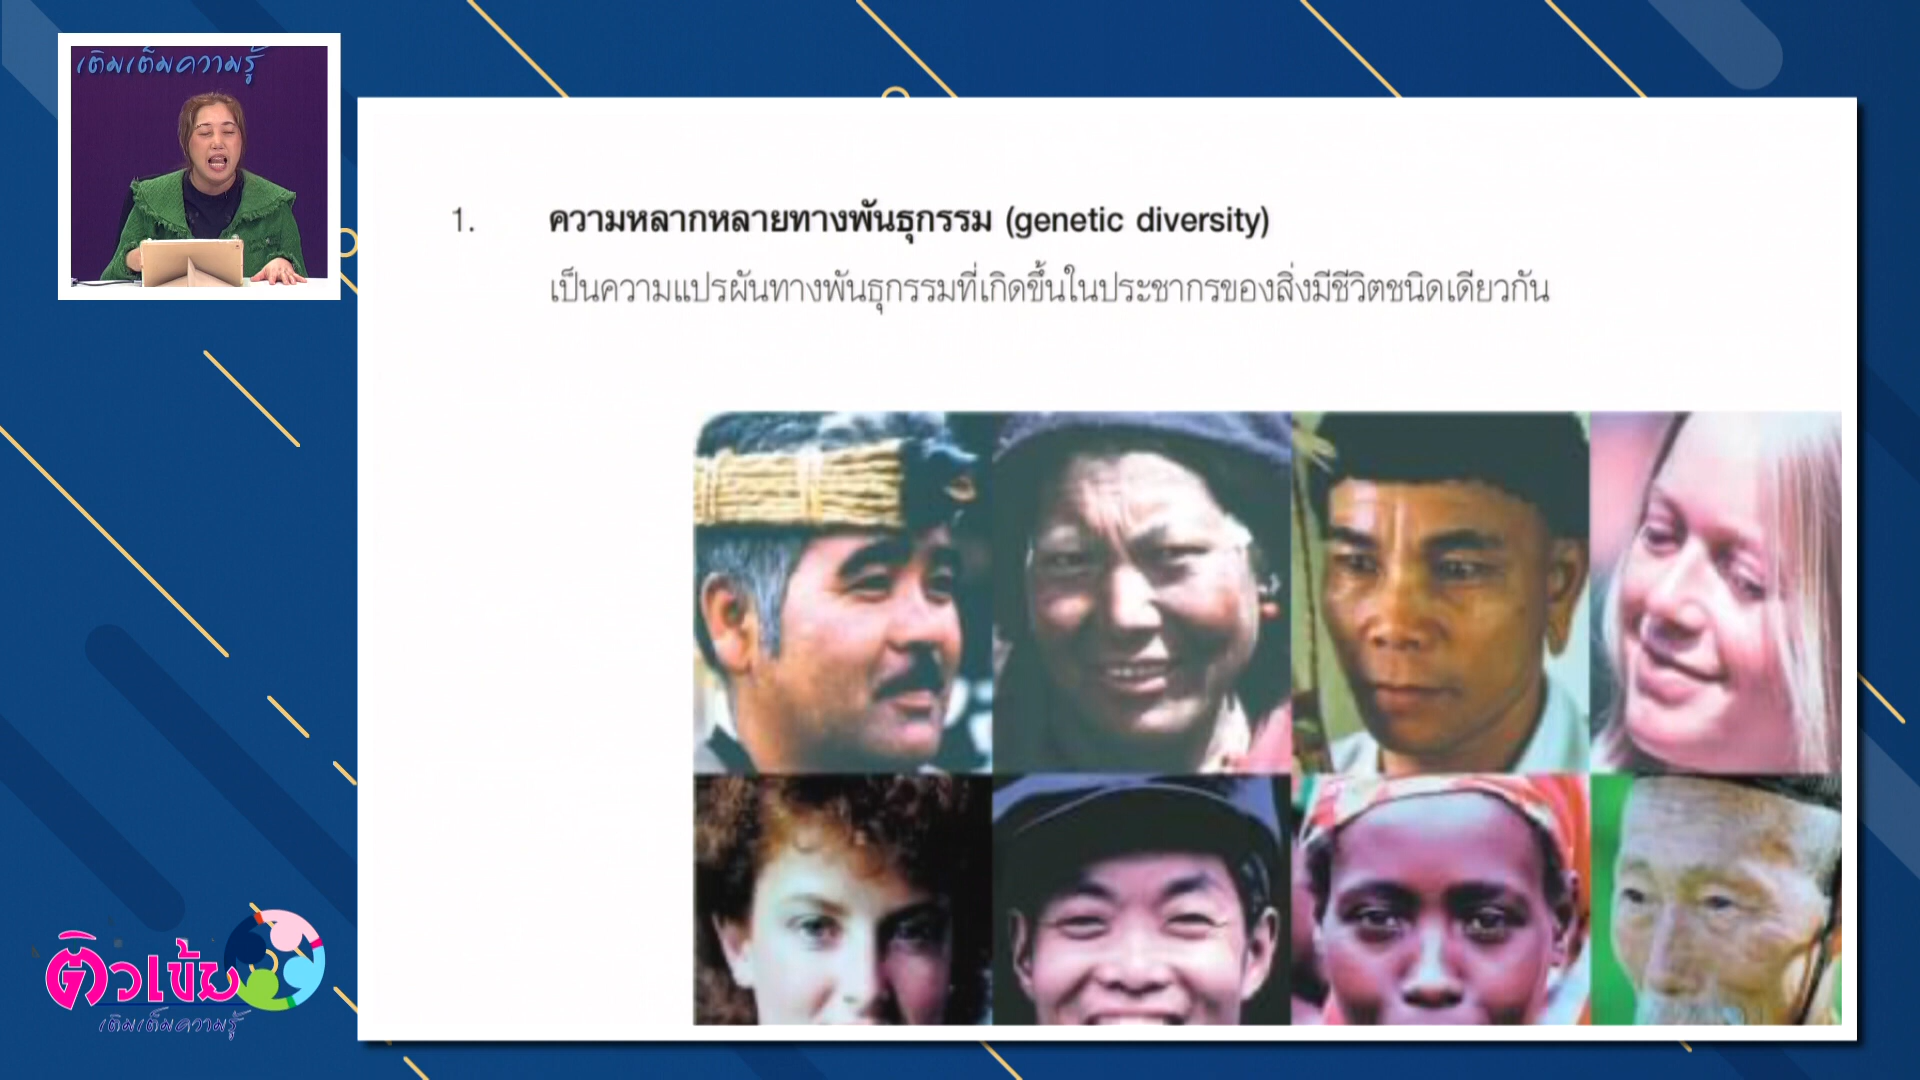 เติมเต็มความรู้
1. ความหลากหลายทางพันธุกรรม (genetic diversity)
เป็นความแปรผันทางพันธุกรรมที่เกิดขึ้นในประชากรของสิ่งมีชีวิตชนิดเดียวกัน
ติวเข้ม
เติมเต็มความรู้